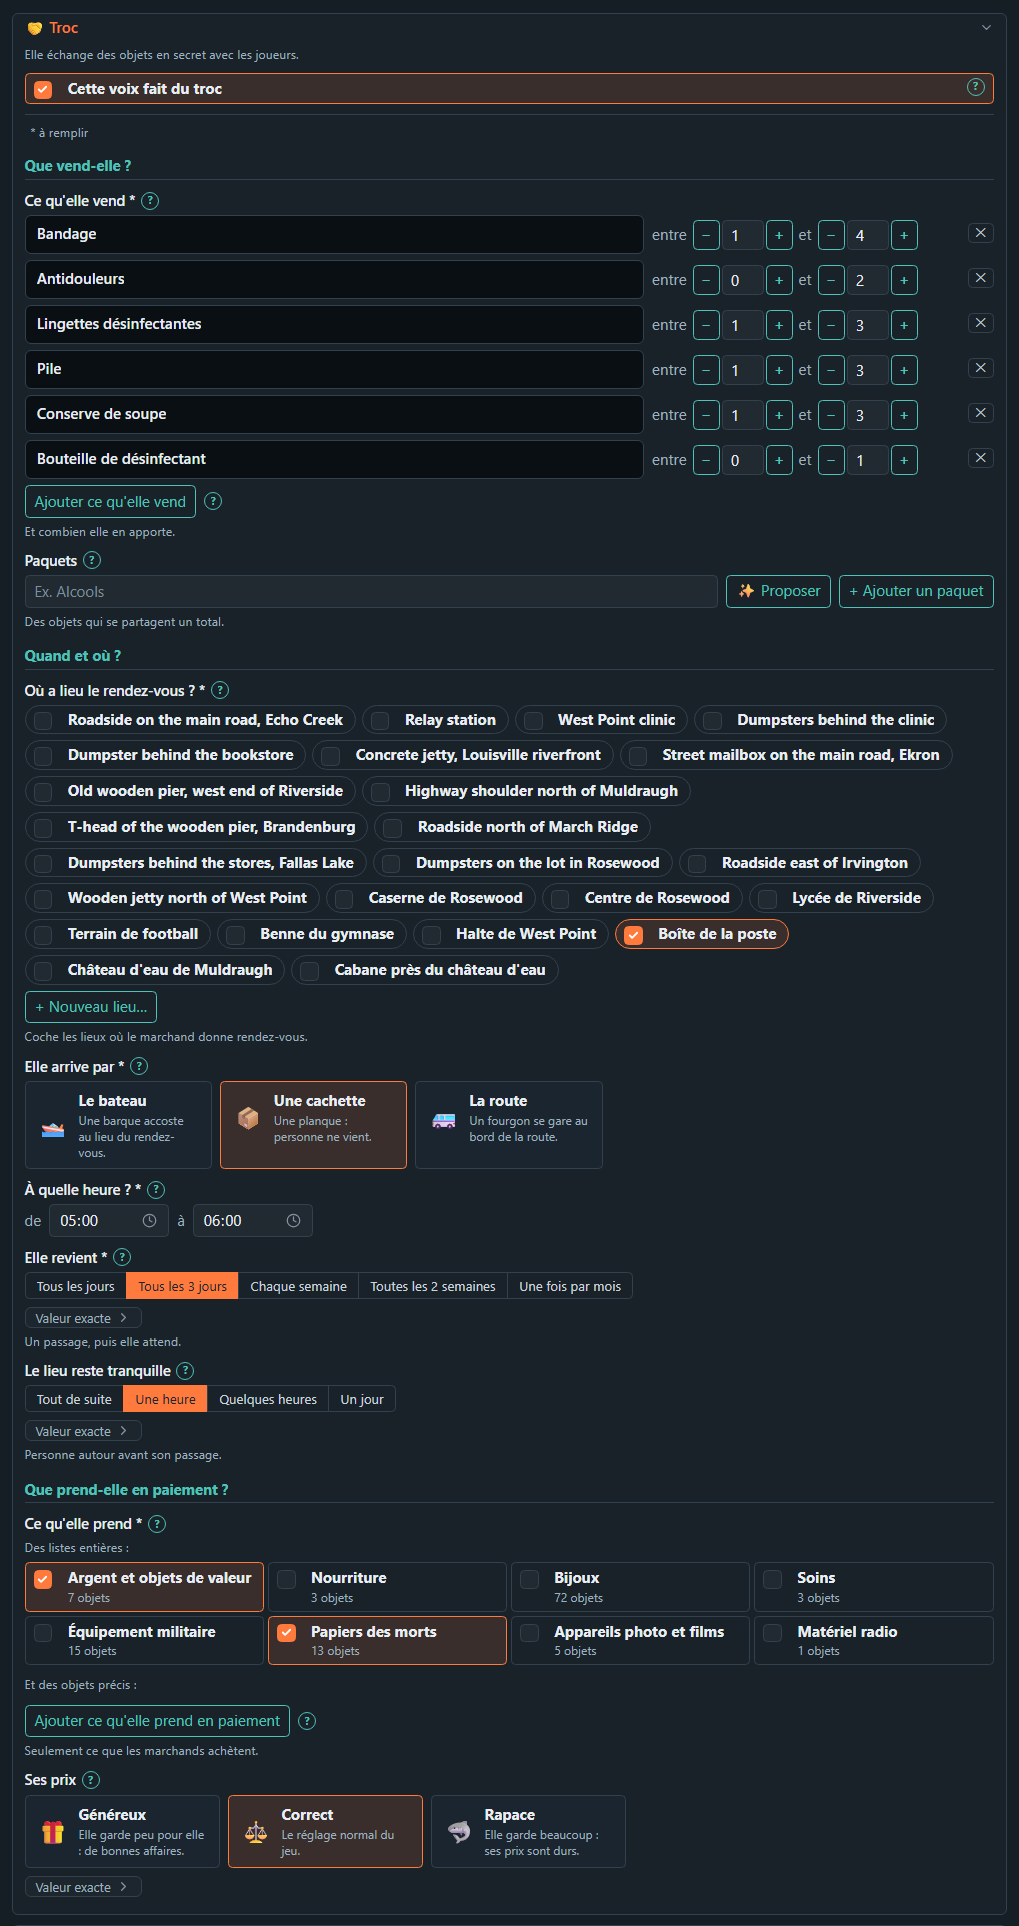 Troc
Elle échange des objets en secret avec les joueurs.
Cette voix fait du troc ?
* à remplir
Que vend-elle ?
Ce qu'elle vend * ?
Bandage entre − 1 + et − 4 + ×
Antidouleurs entre − 0 + et − 2 + ×
Lingettes désinfectantes entre − 1 + et − 3 + ×
Pile entre − 1 + et − 3 + ×
Conserve de soupe entre − 1 + et − 3 + ×
Bouteille de désinfectant entre − 0 + et − 1 + ×
Ajouter ce qu'elle vend ?
Et combien elle en apporte.
Paquets ?
Ex. Alcools Proposer + Ajouter un paquet
Des objets qui se partagent un total.
Quand et où ?
Où a lieu le rendez-vous ? * ?
Roadside on the main road, Echo Creek Relay station West Point clinic Dumpsters behind the clinic
Dumpster behind the bookstore Concrete jetty, Louisville riverfront Street mailbox on the main road, Ekron
Old wooden pier, west end of Riverside Highway shoulder north of Muldraugh
T-head of the wooden pier, Brandenburg Roadside north of March Ridge
Dumpsters behind the stores, Fallas Lake Dumpsters on the lot in Rosewood Roadside east of Irvington
Wooden jetty north of West Point Caserne de Rosewood Centre de Rosewood Lycée de Riverside
Terrain de football Benne du gymnase Halte de West Point Boîte de la poste
Château d'eau de Muldraugh Cabane près du château d'eau
+ Nouveau lieu...
Coche les lieux où le marchand donne rendez-vous.
Elle arrive par * ?
Le bateau
Une barque accoste
au lieu du rendez-
vous.
Une cachette
Une planque :
personne ne vient.
La route
Un fourgon se gare au
bord de la route.
À quelle heure ? * ?
de 05:00 à 06:00
Elle revient * ?
Tous les jours Tous les 3 jours Chaque semaine Toutes les 2 semaines Une fois par mois
Valeur exacte
Un passage, puis elle attend.
Le lieu reste tranquille ?
Tout de suite Une heure Quelques heures Un jour
Valeur exacte
Personne autour avant son passage.
Que prend-elle en paiement ?
Ce qu'elle prend * ?
Des listes entières :
Argent et objets de valeur
7 objets
Nourriture
3 objets
Bijoux
72 objets
Soins
3 objets
Équipement militaire
15 objets
Papiers des morts
13 objets
Appareils photo et films
5 objets
Matériel radio
1 objets
Et des objets précis :
Ajouter ce qu'elle prend en paiement ?
Seulement ce que les marchands achètent.
Ses prix ?
Généreux
Elle garde peu pour elle
: de bonnes affaires.
Correct
Le réglage normal du
jeu.
Rapace
Elle garde beaucoup :
ses prix sont durs.
Valeur exacte